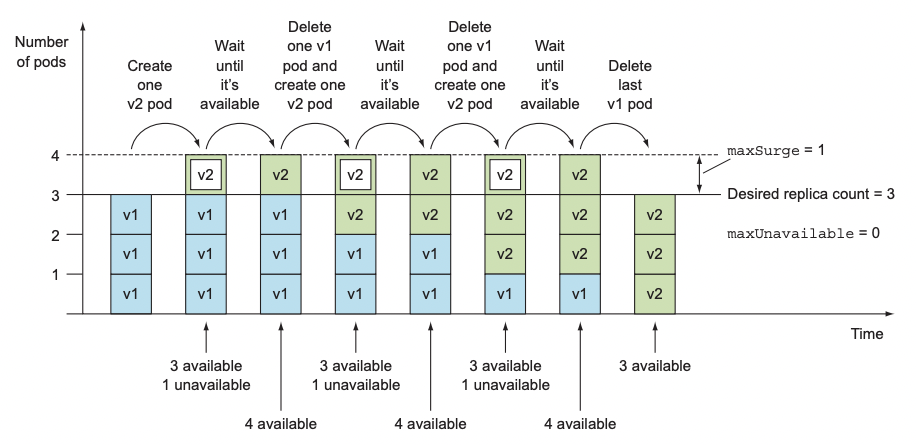 Number
of pods
Create
one
v2 pod
Wait
until
it's
available
Delete
one v1
pod and
create one
v2 pod
Wait
until
it's
available
Delete
one v1
pod and
create one
v2 pod
Wait
until
it's
available
Delete
last
v1 pod
4
3
2
1
v1
v1
v1
v2
v1
v1
v1
v2
v1
v1
v1
v2
v2
v1
v1
v2
v2
v1
v1
v2
v2
v2
v1
v2
v2
v2
v1
v2
v2
v2
maxSurge = 1
Desired replica count = 3
maxUnavailable = 0
Time
3 available
1 unavailable
4 available
3 available
1 unavailable
4 available
3 available
1 unavailable
4 available
3 available